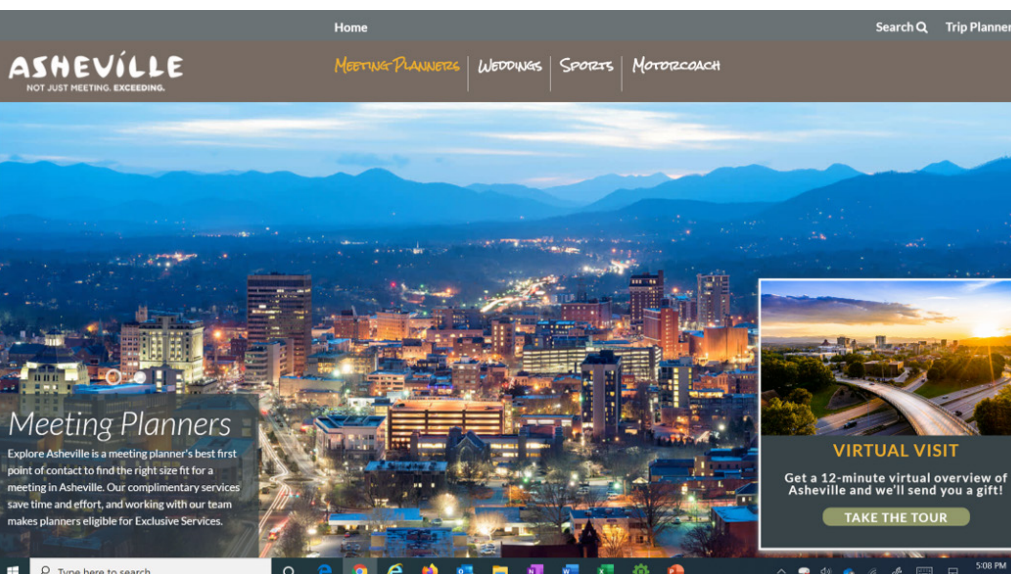 Home
Search
Trip Planner
ASHEVÍLLE
NOT JUST MEETING. EXCEEDING.
MEETING PLANNERS
WEDDINGS
SPORTS
MOTORCOACH
Meeting Planners
Explore Asheville is a meeting planner's best first
point of contact to find the right size fit for a
meeting in Asheville. Our complimentary services
save time and effort, and working with our team
makes planners eligible for Exclusive Services.
VIRTUAL VISIT
Get a 12-minute virtual overview of
Asheville and we'll send you a gift!
TAKE THE TOUR
Type here to search
5:08 PM